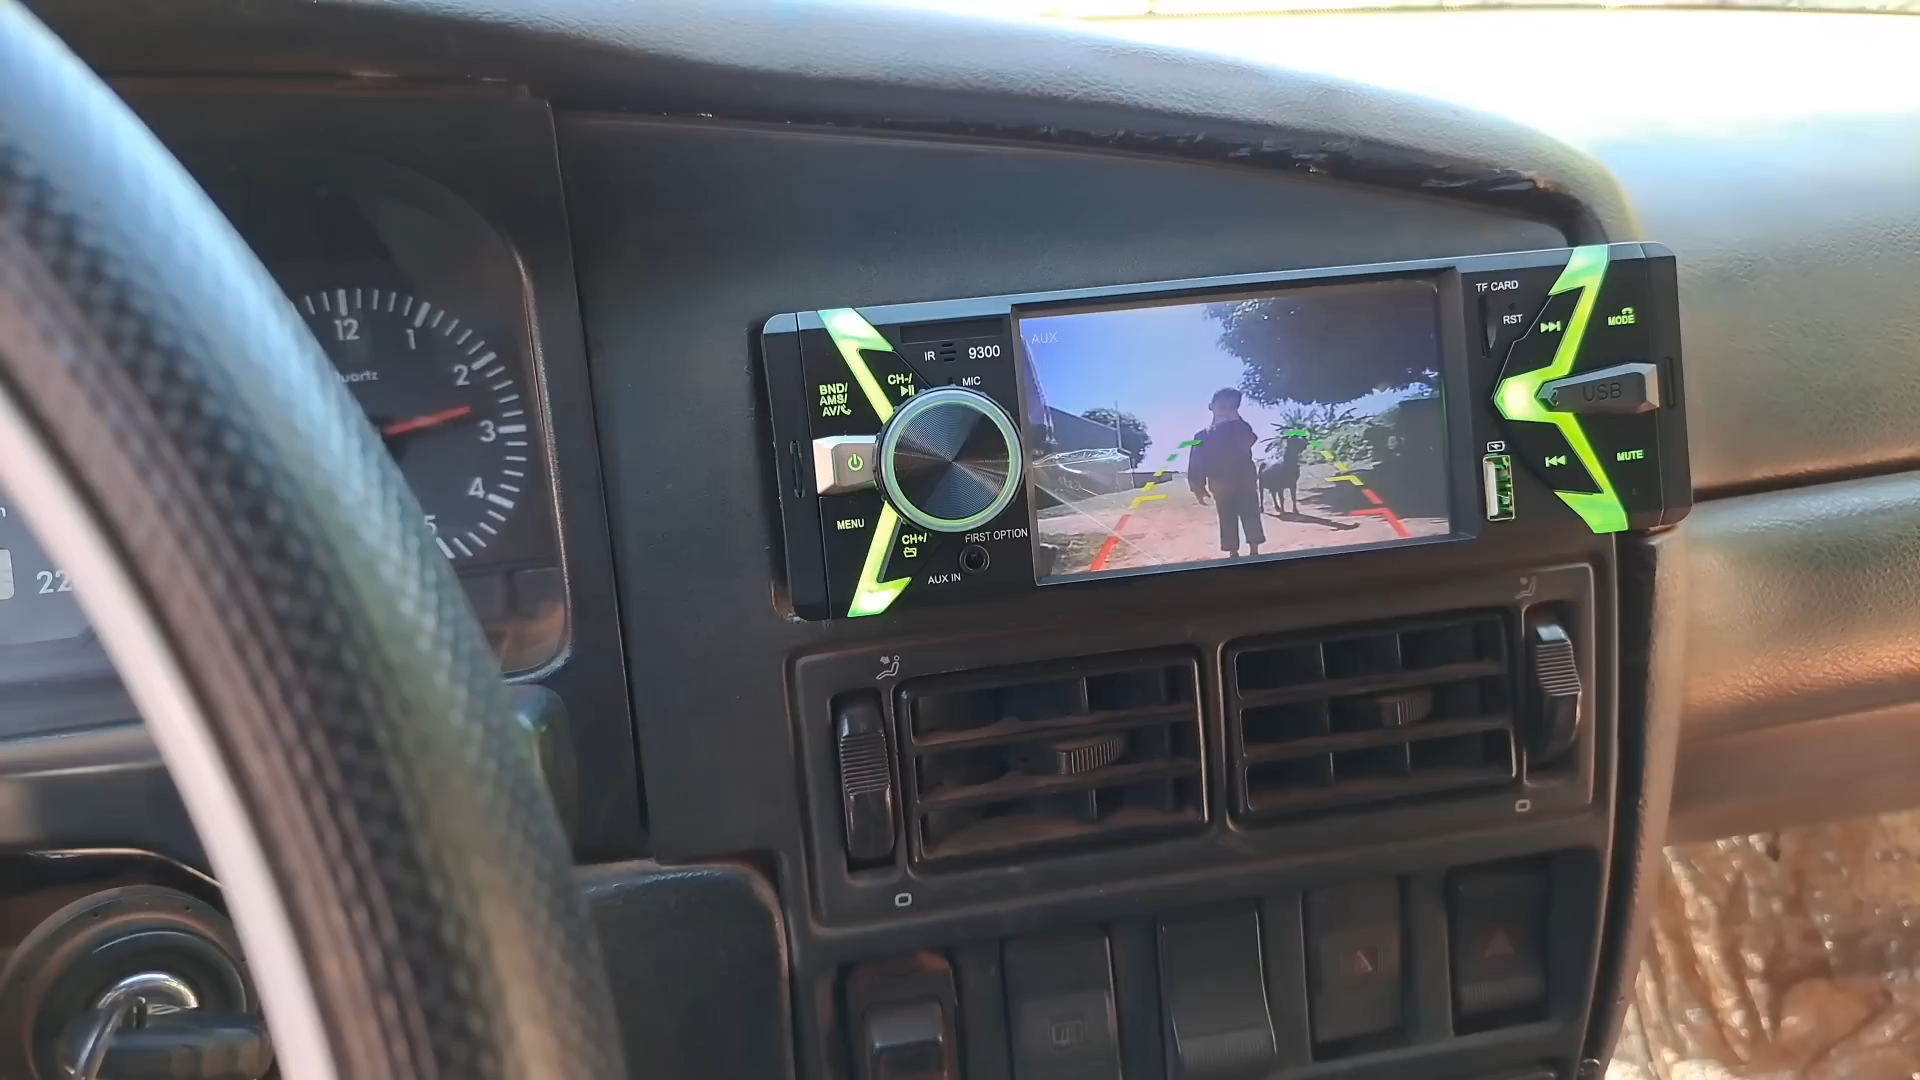 12
1
2
3
4
5
22
IR
9300
MIC
BND/
AMS/
AV/
CH-/
MENU
CH+/
FIRST OPTION
AUX IN
AUX
TF CARD
RST
MODE
USB
MUTE